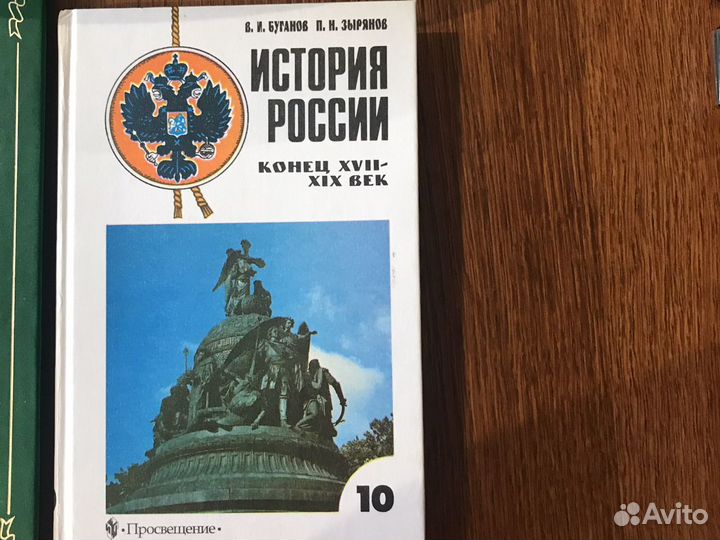 В. И. БУГАНОВ П. Н. ЗЫРЯНОВ
ИСТОРИЯ
РОССИИ
КОНЕЦ XVII-
XIX ВЕК
10
• Просвещение •
Avito